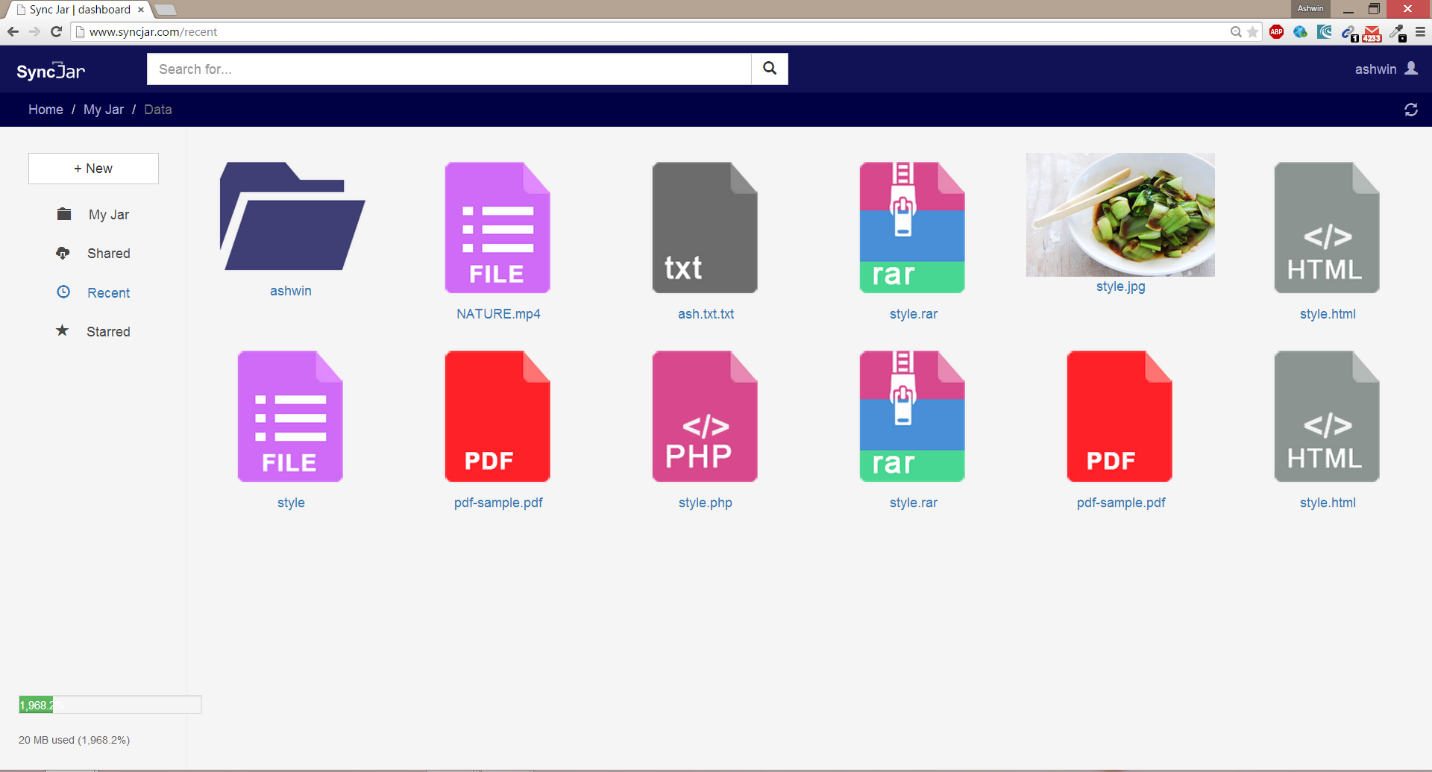 Sync Jar | dashboard
Ashwin
www.syncjar.com/recent
ABP
1
4233
SyncJar
Search for...
ashwin
Home / My Jar / Data
+ New
My Jar
Shared
Recent
Starred
FILE
txt
rar
</>
HTML
ashwin
NATURE.mp4
ash.txt.txt
style.rar
style.jpg
style.html
FILE
PDF
</>
PHP
rar
PDF
</>
HTML
style
pdf-sample.pdf
style.php
style.rar
pdf-sample.pdf
style.html
1,968.2%
20 MB used (1,968.2%)